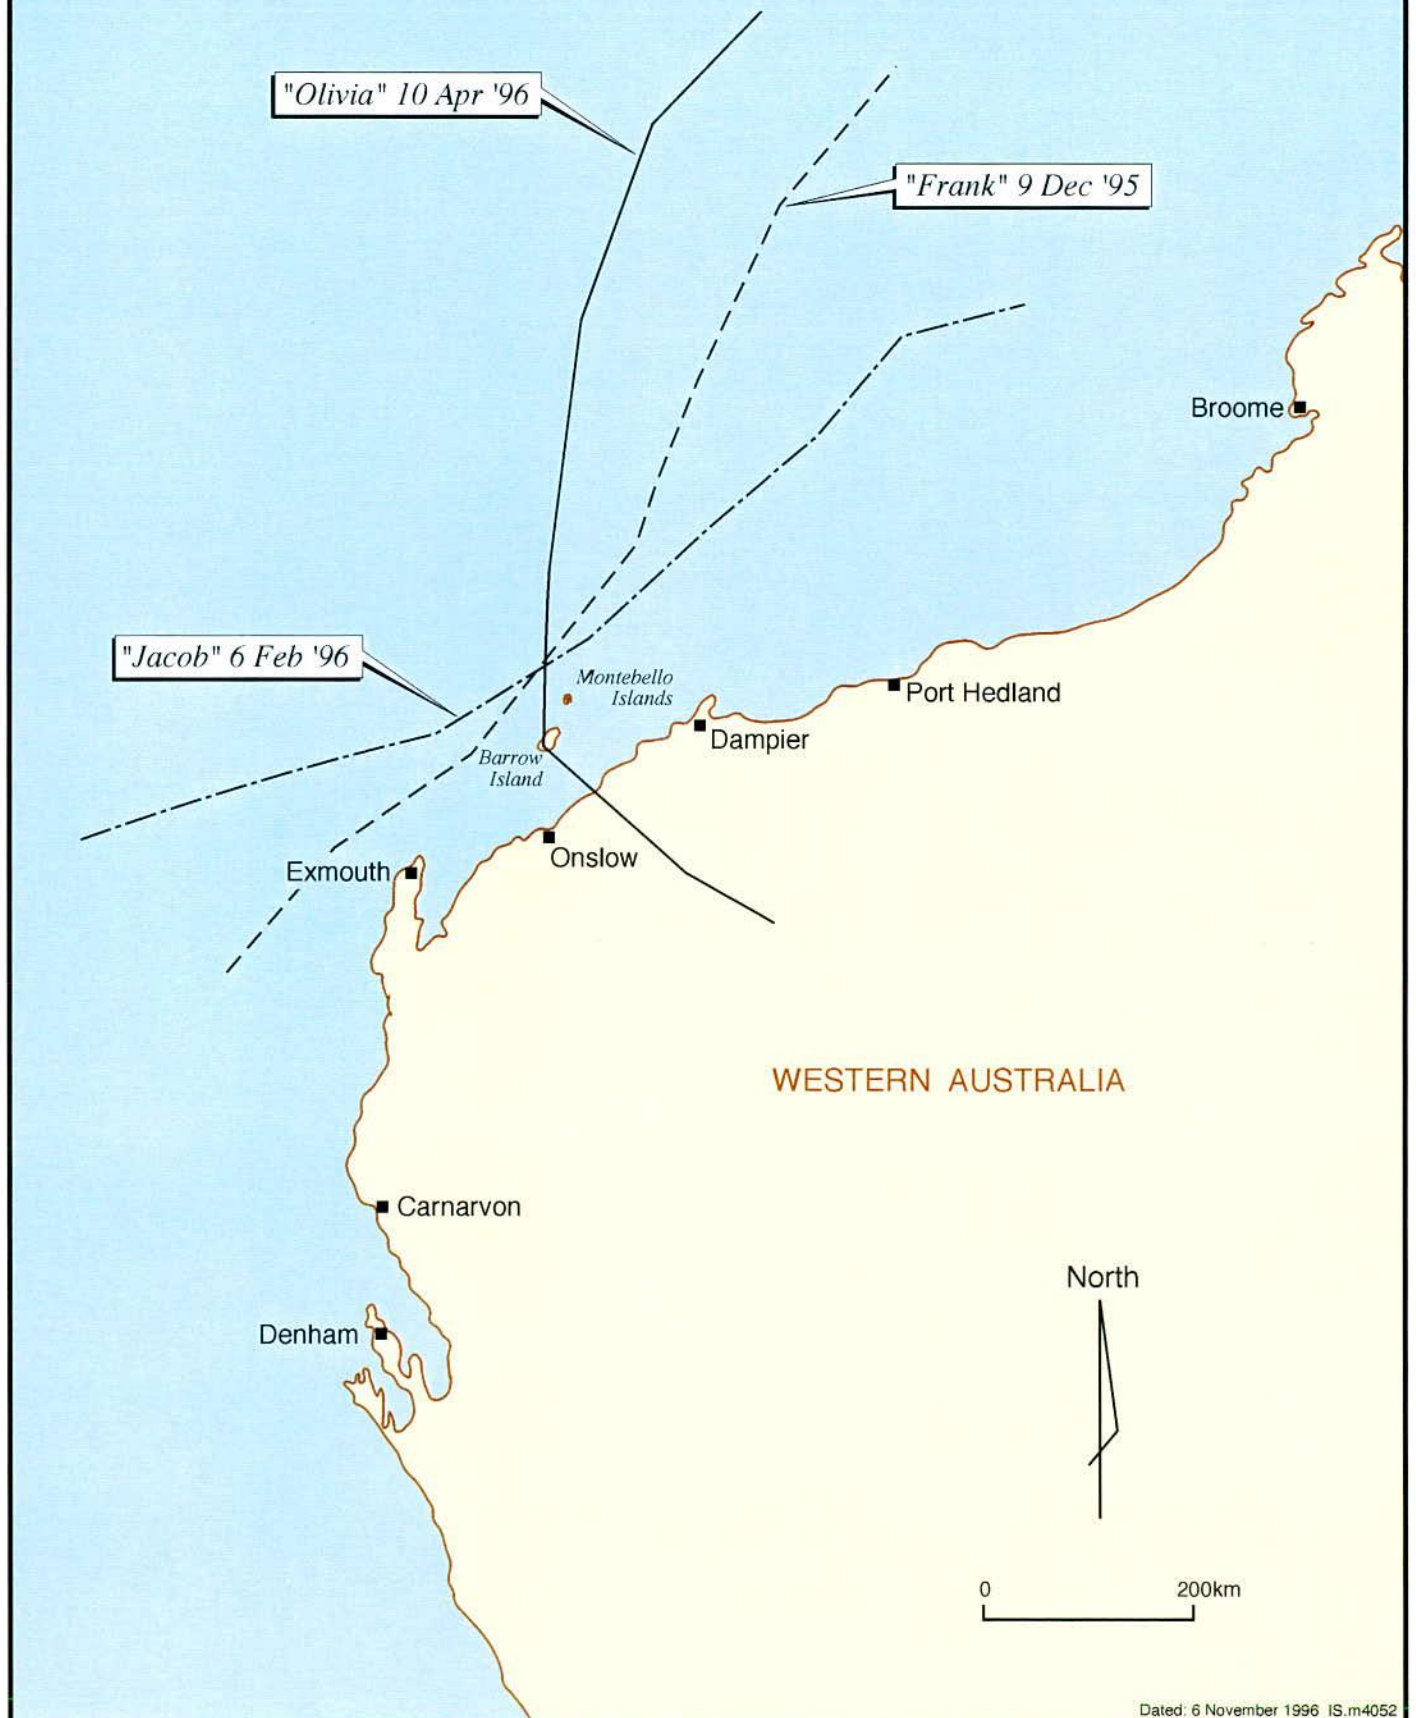 "Olivia" 10 Apr '96
"Frank" 9 Dec '95
Broome
"Jacob" 6 Feb '96
Montebello
Islands
Port Hedland
Dampier
Barrow
Island
Onslow
Exmouth
WESTERN AUSTRALIA
Carnarvon
North
Denham
0 200km
Dated: 6 November 1996 IS.m4052